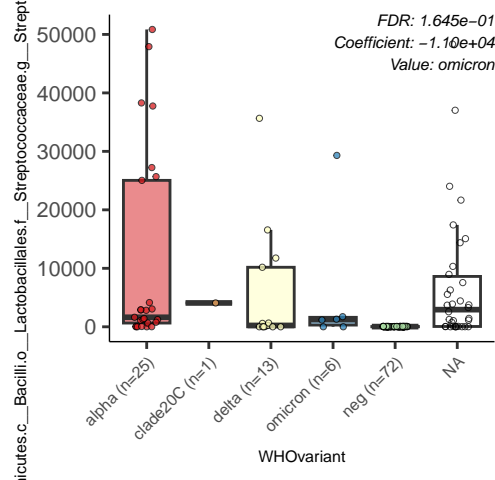 FDR: 1.645e−01
Coefficient: −1.10e+04
Value: omicron
icutes.c__Bacilli.o__Lactobacillales.f__Streptococcaceae.g__Strept
50000
40000
30000
20000
10000
0
alpha (n=25)
clade20C (n=1)
delta (n=13)
omicron (n=6)
neg (n=72)
NA
WHOvariant